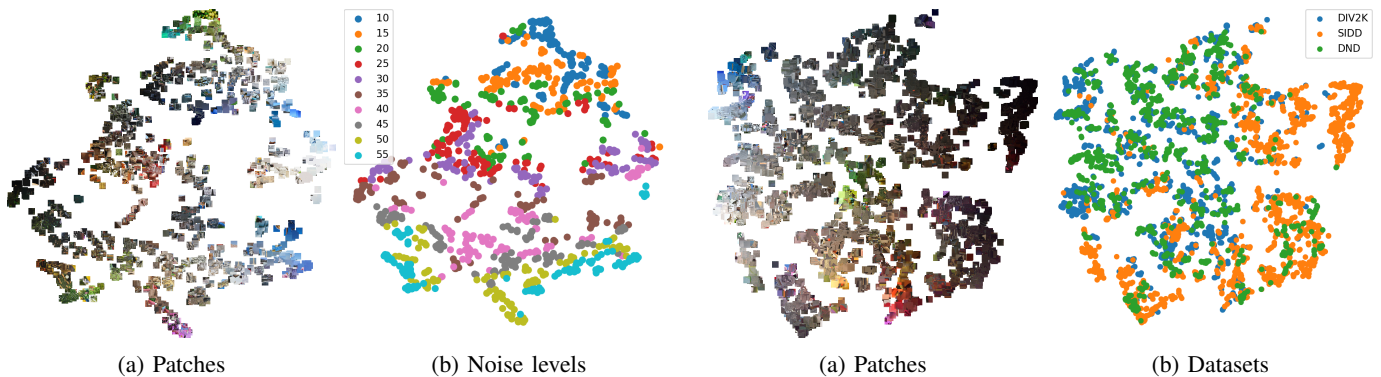 10
15
20
25
30
35
40
45
50
55
DIV2K
SIDD
DND
(a) Patches
(b) Noise levels
(a) Patches
(b) Datasets